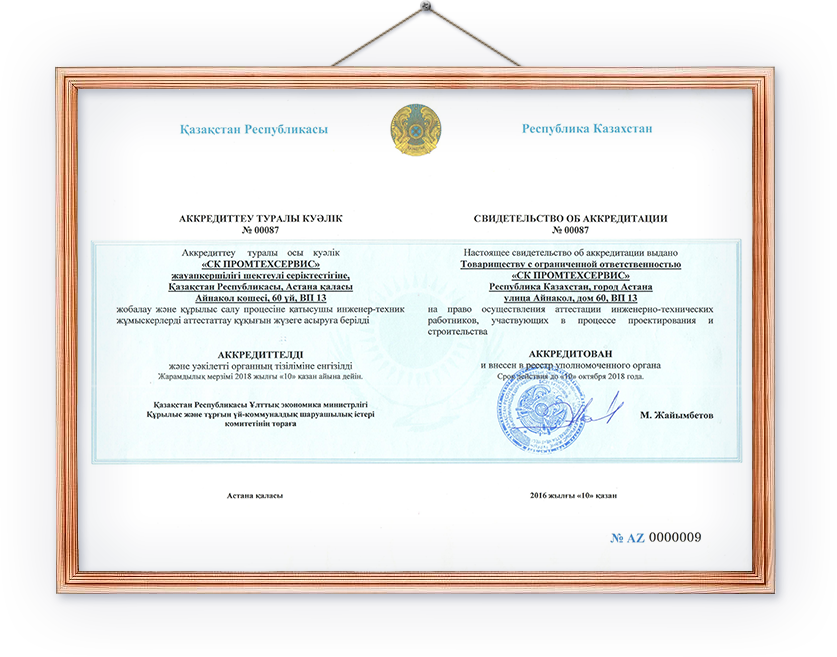 Қазақстан Республикасы
Республика Казахстан
АККРЕДИТТЕУ ТУРАЛЫ КУӘЛІК
№ 00087
Аккредиттеу туралы осы куәлік
«СК ПРОМТЕХСЕРВИС»
жауапкершілігі шектеулі серіктестігіне,
Қазақстан Республикасы, Астана қаласы
Айнакол көшесі, 60 үй, ВП 13
жобалау және құрылыс салу процесіне қатысушы инженер-техник
жұмыскерлерді аттестаттау құқығын жүзеге асыруға берілді
АККРЕДИТТЕЛДІ
және уәкілетті органның тізіліміне енгізілді
Жарамдылық мерзімі 2018 жылғы «10» қазан айына дейін.
Қазақстан Республикасы Ұлттық экономика министрлігі
Құрылыс және тұрғын үй-коммуналдық шаруашылық істері
комитетінің төраға
Астана қаласы
СВИДЕТЕЛЬСТВО ОБ АККРЕДИТАЦИИ
№ 00087
Настоящее свидетельство об аккредитации выдано
Товариществу с ограниченной ответственностью
«СК ПРОМТЕХСЕРВИС»
Республика Казахстан, город Астана
улица Айнакол, дом 60, ВП 13
на право осуществления аттестации инженерно-технических
работников, участвующих в процессе проектирования и
строительства
АККРЕДИТОВАН
и внесен в реестр уполномоченного органа
Срок действия до «10» октября 2018 года.
М. Жайымбетов
2016 жылғы «10» қазан
№ AZ 0000009